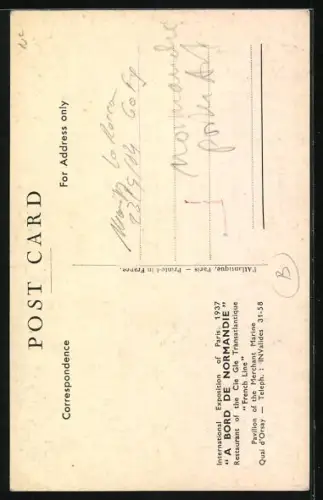 POST CARD
Correspondence
For Address only
International Exposition of Paris, 1937
"A BORD DE NORMANDIE"
Restaurant of the Cie Gle Transatlantique
"French Line"
Pavilion of the Merchant Marine
Quai d'Orsay — Teleph. : INValides 31-58
l'Atlantique, Paris — Printed in France.
Normandie
B